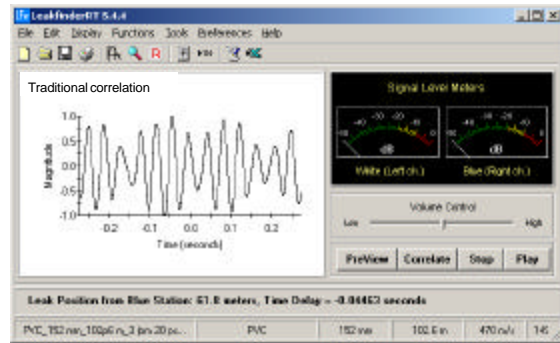 LeakfinderRT 5.4.4
File Edit Display Functions Tools Preferences Help
Traditional correlation
Magnitude
1.0
0.5
0.0
-0.5
-1.0
-0.2 -0.1 0.0 0.1 0.2
Time (seconds)
Signal Level Meters
dB dB
White (Left ch.) Blue (Right ch.)
Volume Control
Low High
PreView Correlate Stop Play
Leak Position from Blue Station: 61.8 meters, Time Delay = -0.04463 seconds
PVC 152 mm 102.6 m 470 m/s